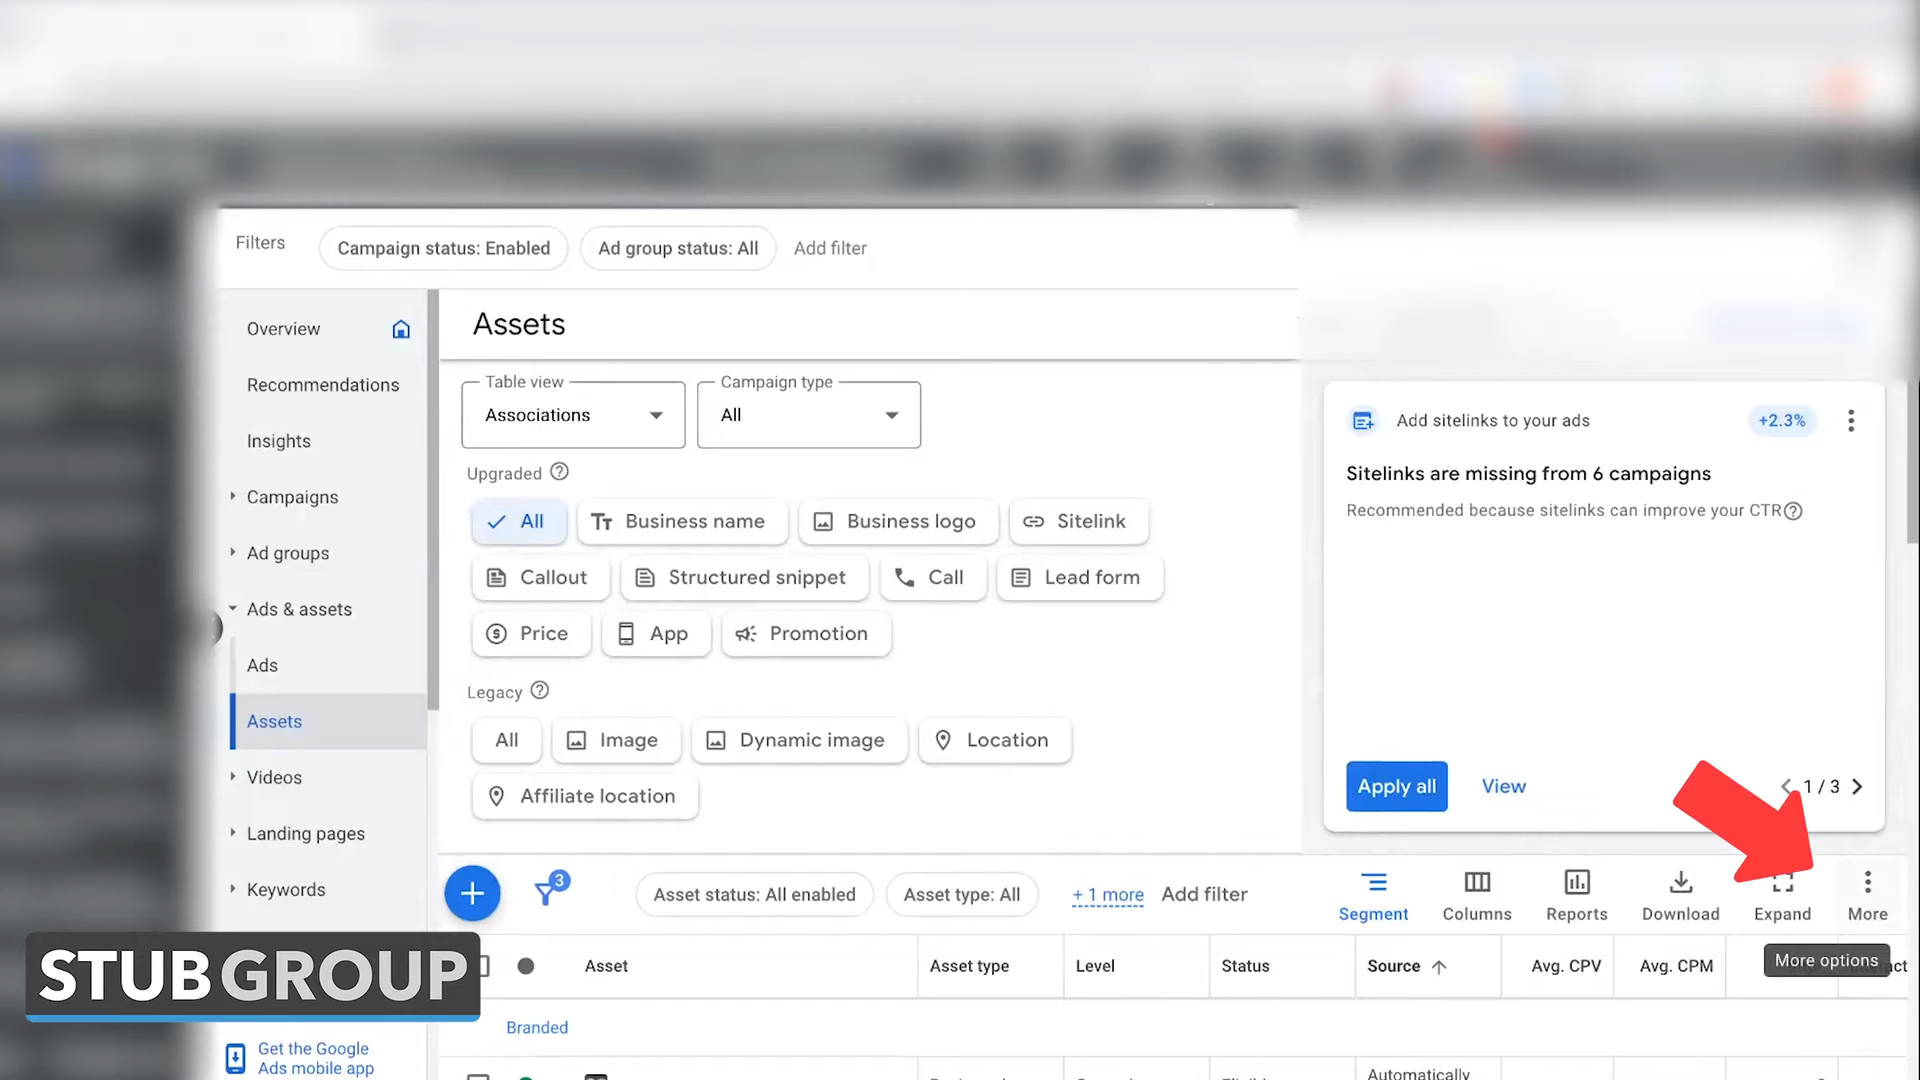 Filters
Campaign status: Enabled
Ad group status: All
Add filter
Overview
Recommendations
Insights
Campaigns
Ad groups
Ads & assets
Ads
Assets
Videos
Landing pages
Keywords
Get the Google
Ads mobile app
Assets
Table view
Associations
Campaign type
All
Upgraded
All
Business name
Business logo
Sitelink
Callout
Structured snippet
Call
Lead form
Price
App
Promotion
Legacy
All
Image
Dynamic image
Location
Affiliate location
Add sitelinks to your ads
+2.3%
Sitelinks are missing from 6 campaigns
Recommended because sitelinks can improve your CTR
Apply all
View
1 / 3
3
Asset status: All enabled
Asset type: All
+ 1 more
Add filter
Segment
Columns
Reports
Download
Expand
More
More options
Asset
Asset type
Level
Status
Source
Avg. CPV
Avg. CPM
Branded
Automatically
STUBGROUP